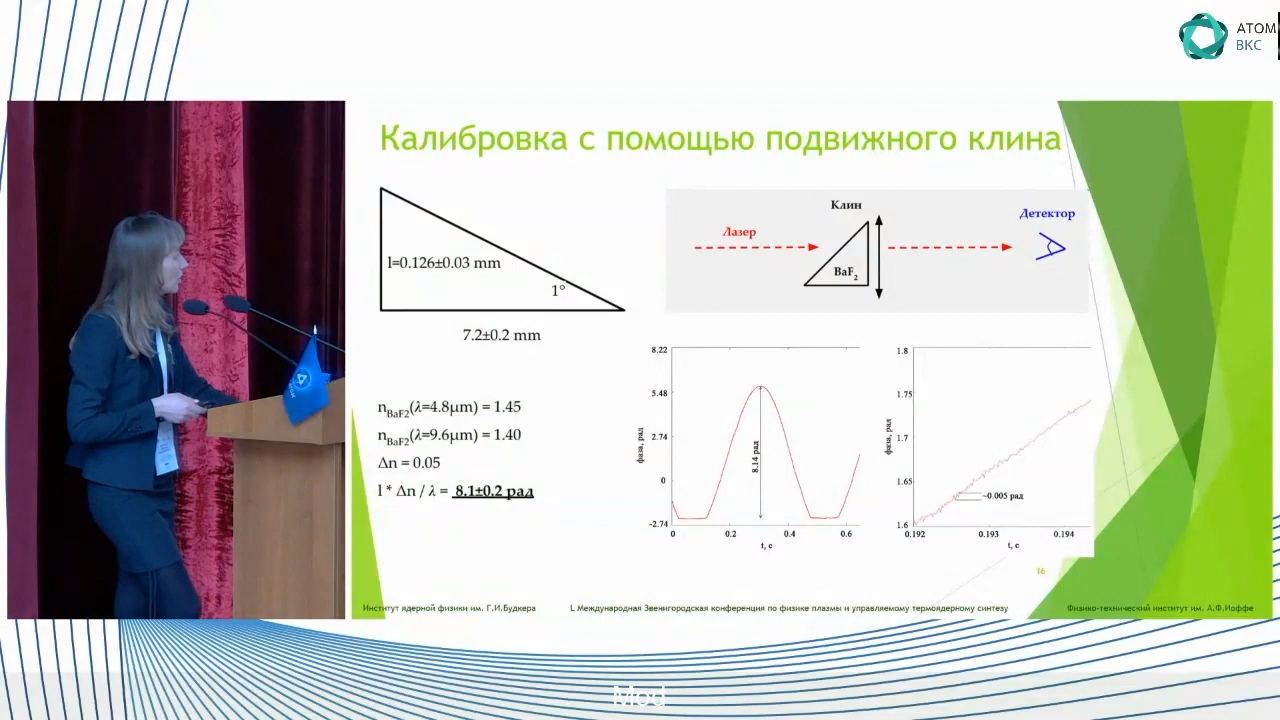 АТОМ
ВКС
Калибровка с помощью подвижного клина
l=0.126±0.03 mm
1°
7.2±0.2 mm
Клин
Лазер
Детектор
BaF2
nBaF2(λ=4.8μm) = 1.45
nBaF2(λ=9.6μm) = 1.40
Δn = 0.05
l * Δn / λ = 8.1±0.2 рад
8.22
5.48
2.74
0
-2.74
фаза, рад
8.14 рад
0 0.2 0.4 0.6
t, с
1.8
1.75
1.7
1.65
1.6
фаза, рад
~0.005 рад
0.192 0.193 0.194
t, с
16
Институт ядерной физики им. Г.И.Будкера
L Международная Звенигородская конференция по физике плазмы и управляемому термоядерному синтезу
Физико-технический институт им. А.Ф.Иоффе